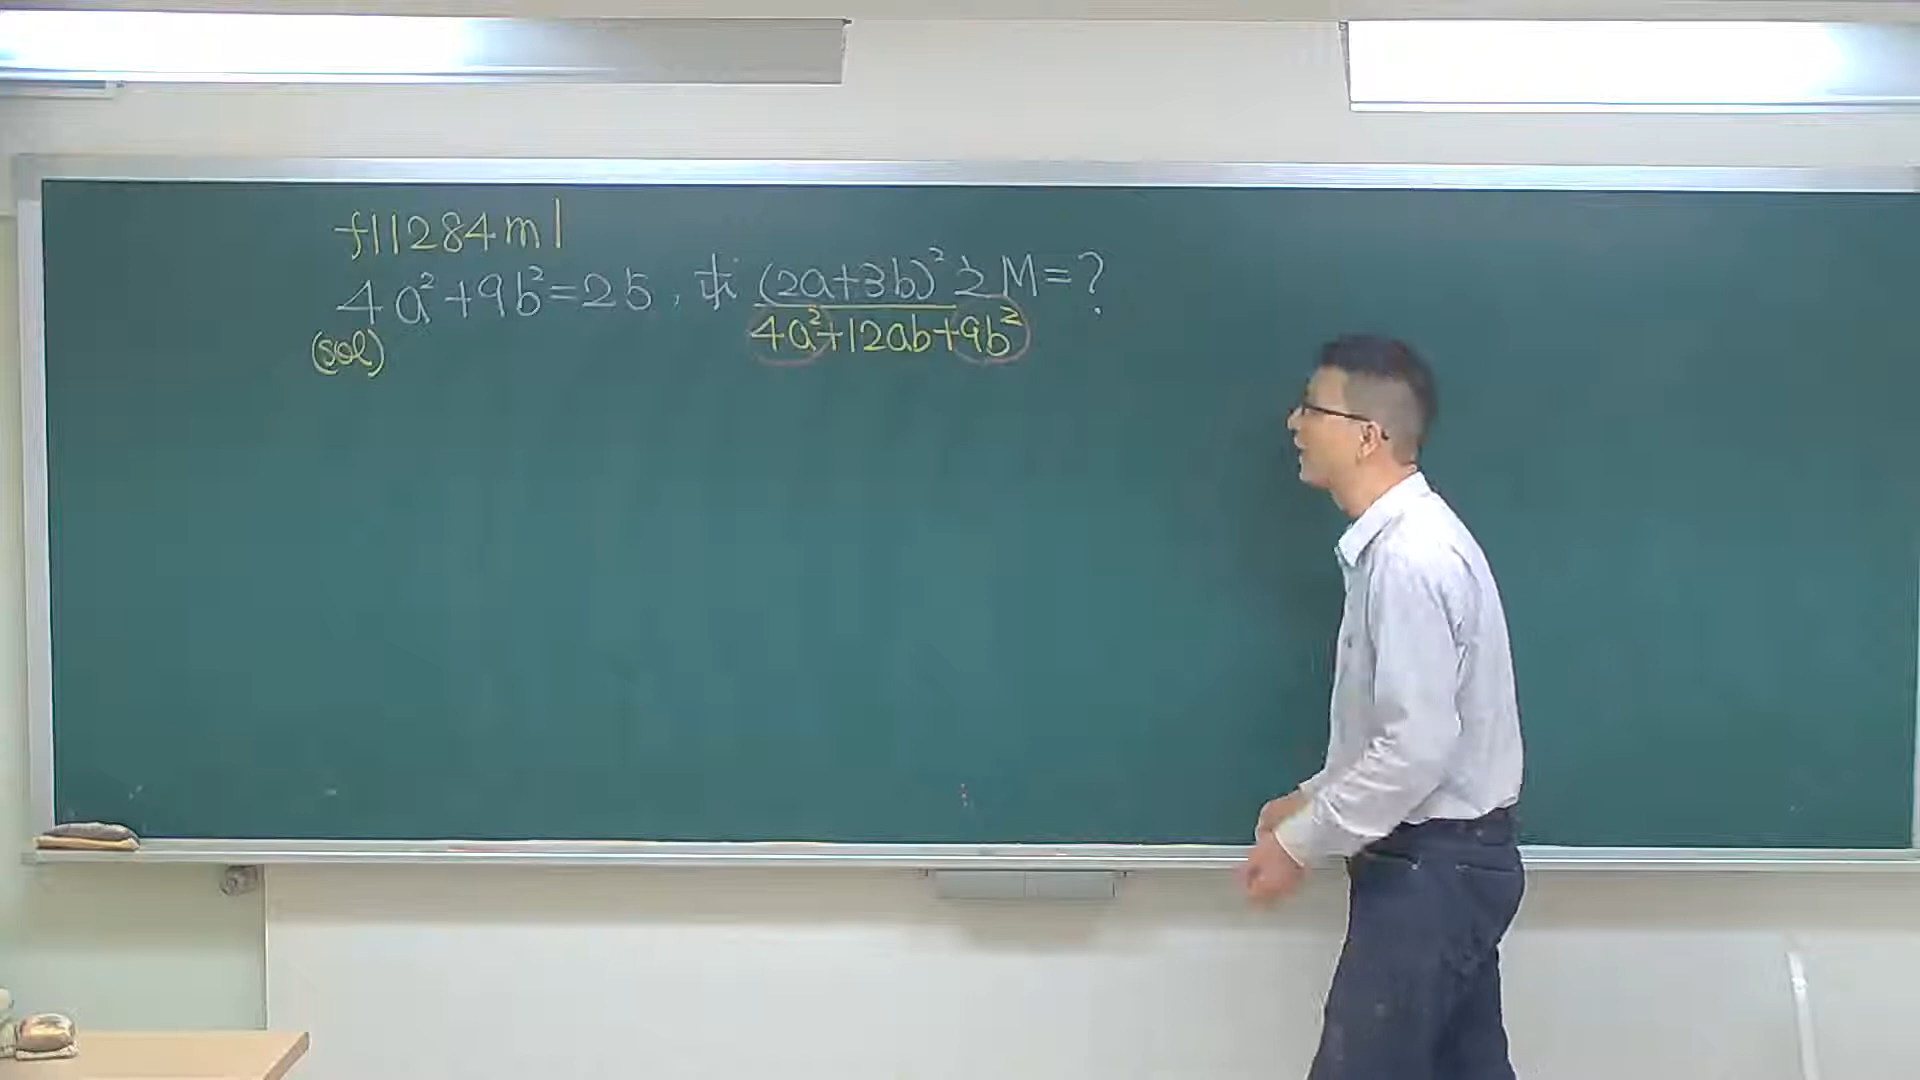 f11284m1
4a²+9b²=25, 求 (2a+3b)²之M=?
4a²+12ab+9b²
(sol)